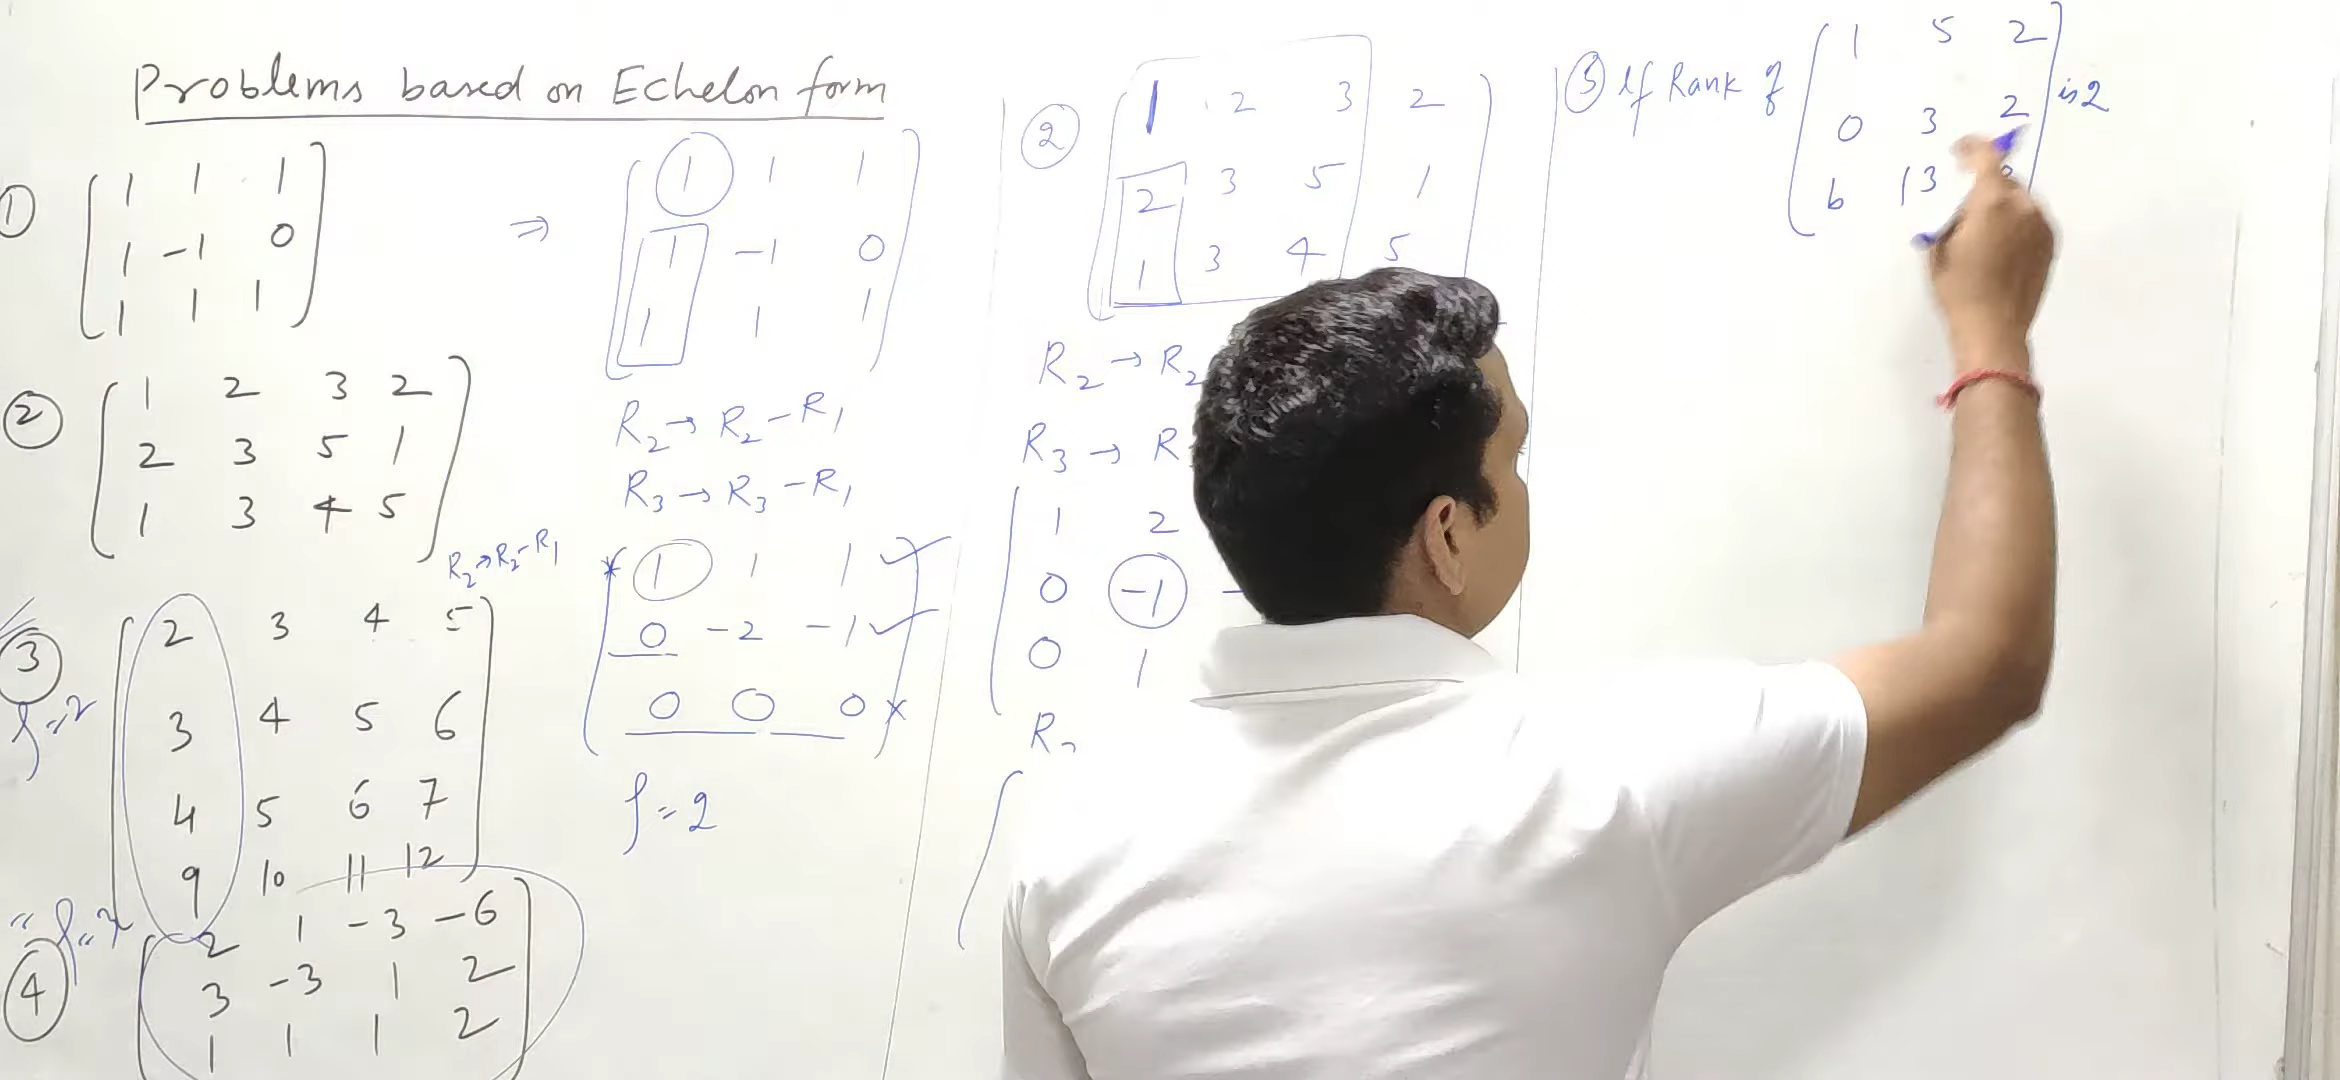 Problems based on Echelon form
① 1 1 1
1 -1 0
1 1 1
② 1 2 3 2
2 3 5 1
1 3 4 5
③ 2 3 4 5
3 4 5 6
4 5 6 7
9 10 11 12
④ 2 1 -3 -6
3 -3 1 2
1 1 1 2
R₂→R₂-R₁
⇒ 1 1 1
1 -1 0
1 1 1
R₂→R₂-R₁
R₃→R₃-R₁
1 1 1
0 -2 -1
0 0 0
ρ=2
② 1 2 3 2
2 3 5 1
1 3 4 5
R₂→R₂
R₃→R
1 2
0 -1 -
0 1
③ If Rank of 1 5 2 is 2
0 3 2
b 13